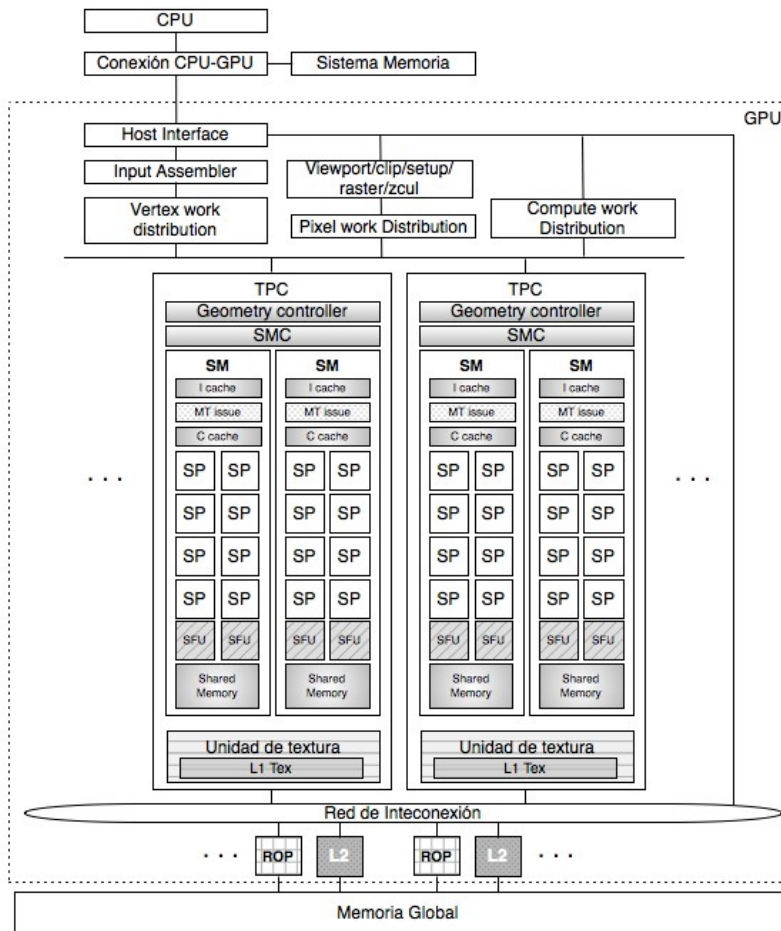 CPU
Conexión CPU-GPU
Sistema Memoria
GPU
Host Interface
Input Assembler
Viewport/clip/setup/
raster/zcul
Vertex work
distribution
Pixel work Distribution
Compute work
Distribution
TPC
TPC
Geometry controller
Geometry controller
SMC
SMC
SM
SM
SM
SM
I cache
I cache
I cache
I cache
MT issue
MT issue
MT issue
MT issue
C cache
C cache
C cache
C cache
SP SP SP SP SP SP SP SP
. . .
. . .
SP SP SP SP SP SP SP SP
SP SP SP SP SP SP SP SP
SP SP SP SP SP SP SP SP
SFU SFU SFU SFU SFU SFU SFU SFU
Shared
Memory
Shared
Memory
Shared
Memory
Shared
Memory
Unidad de textura
Unidad de textura
L1 Tex
L1 Tex
Red de Inteconexión
. . .
ROP
L2
ROP
L2
. . .
Memoria Global